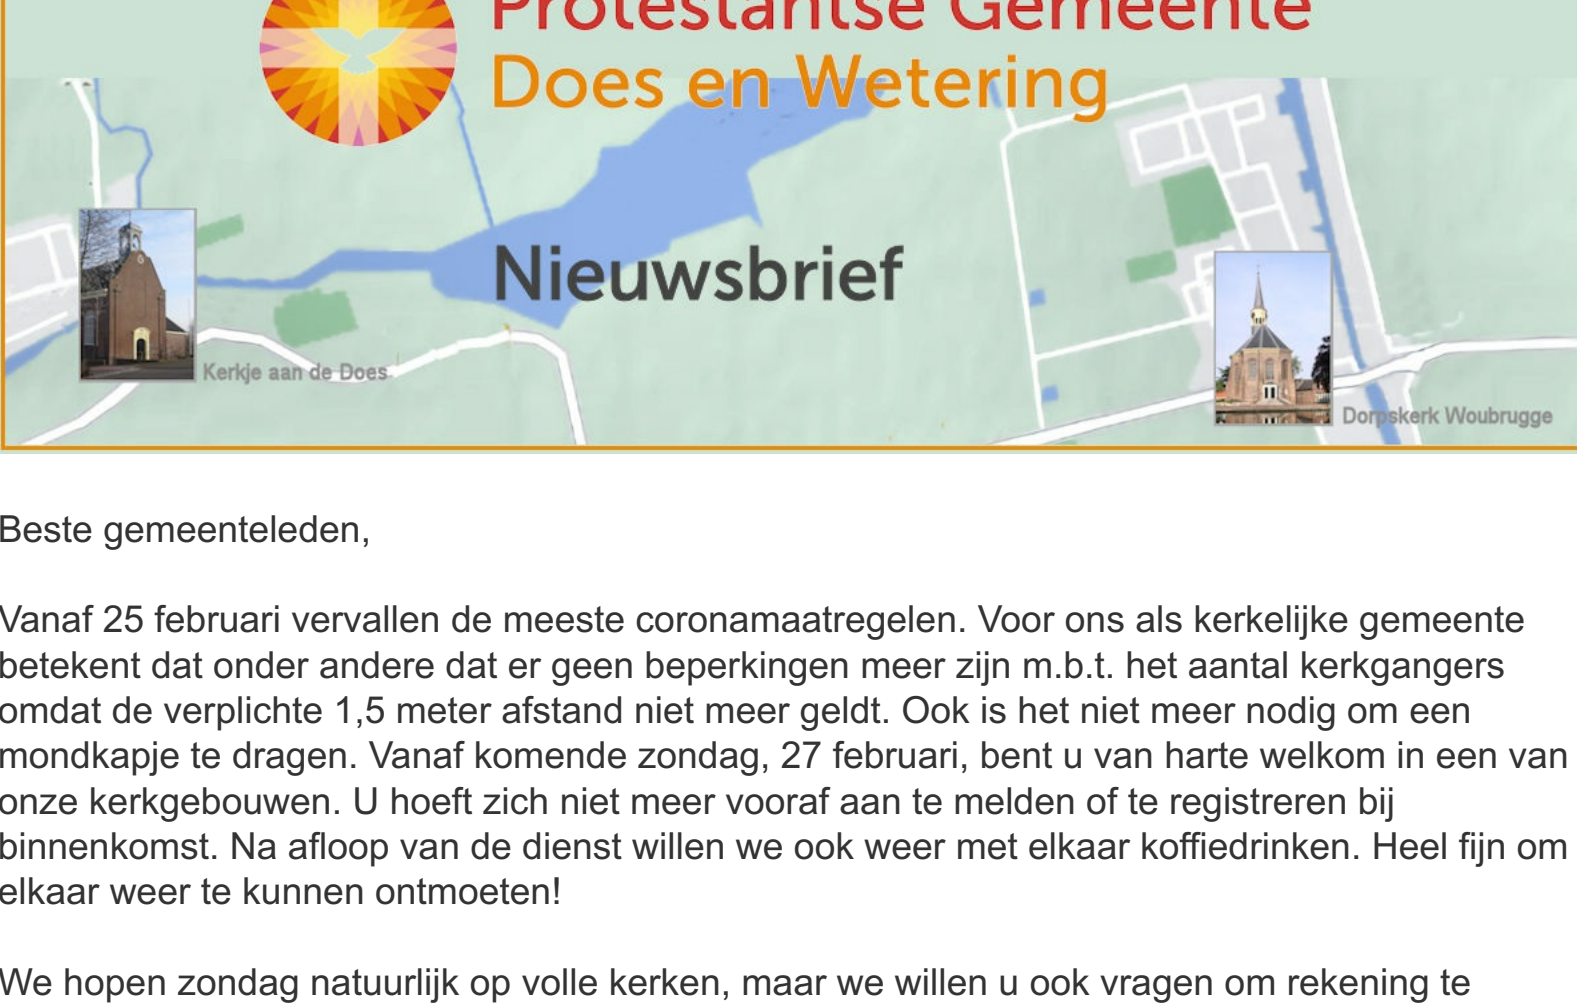 Protestantse Gemeente
Does en Wetering
Nieuwsbrief
Kerkje aan de Does
Dorpskerk Woubrugge
Beste gemeenteleden,
Vanaf 25 februari vervallen de meeste coronamaatregelen. Voor ons als kerkelijke gemeente
betekent dat onder andere dat er geen beperkingen meer zijn m.b.t. het aantal kerkgangers
omdat de verplichte 1,5 meter afstand niet meer geldt. Ook is het niet meer nodig om een
mondkapje te dragen. Vanaf komende zondag, 27 februari, bent u van harte welkom in een van
onze kerkgebouwen. U hoeft zich niet meer vooraf aan te melden of te registreren bij
binnenkomst. Na afloop van de dienst willen we ook weer met elkaar koffiedrinken. Heel fijn om
elkaar weer te kunnen ontmoeten!
We hopen zondag natuurlijk op volle kerken, maar we willen u ook vragen om rekening te